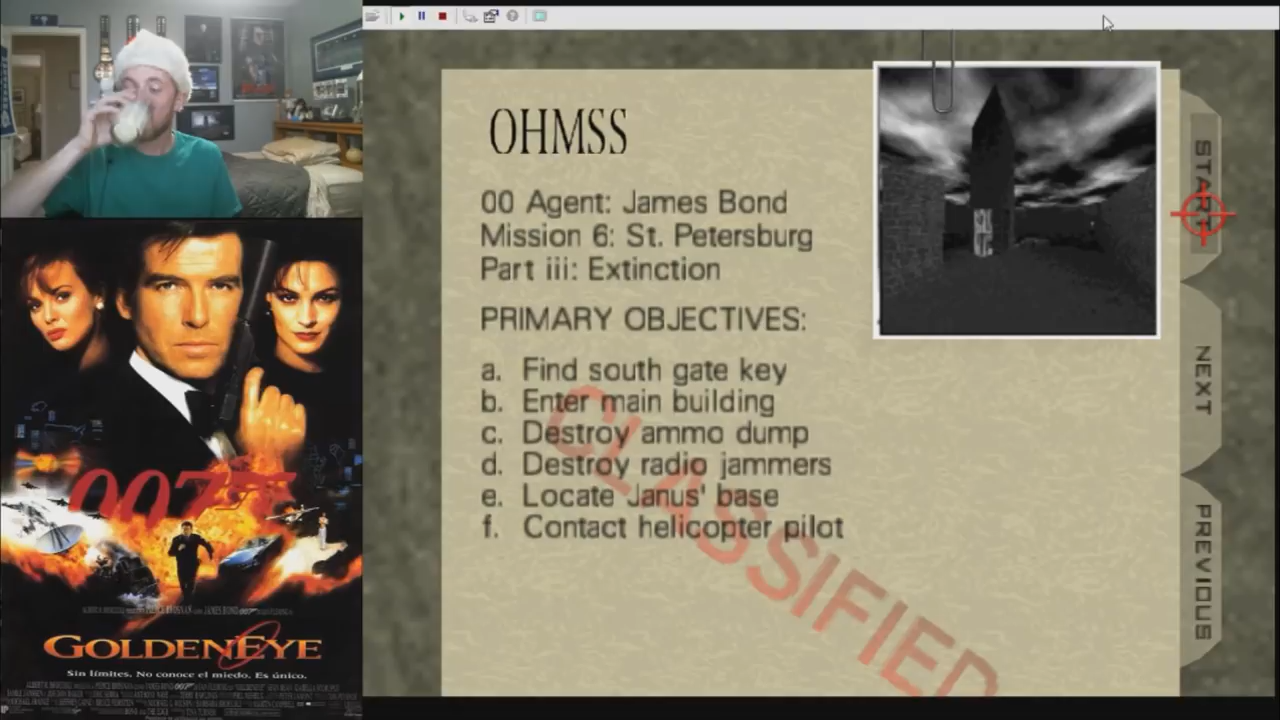 OHMSS
00 Agent: James Bond
Mission 6: St. Petersburg
Part iii: Extinction
PRIMARY OBJECTIVES:
a. Find south gate key
b. Enter main building
c. Destroy ammo dump
d. Destroy radio jammers
e. Locate Janus' base
f. Contact helicopter pilot
CLASSIFIED
START
NEXT
PREVIOUS
007
GOLDENEYE
Sin límites. No conoce el miedo. Es único.